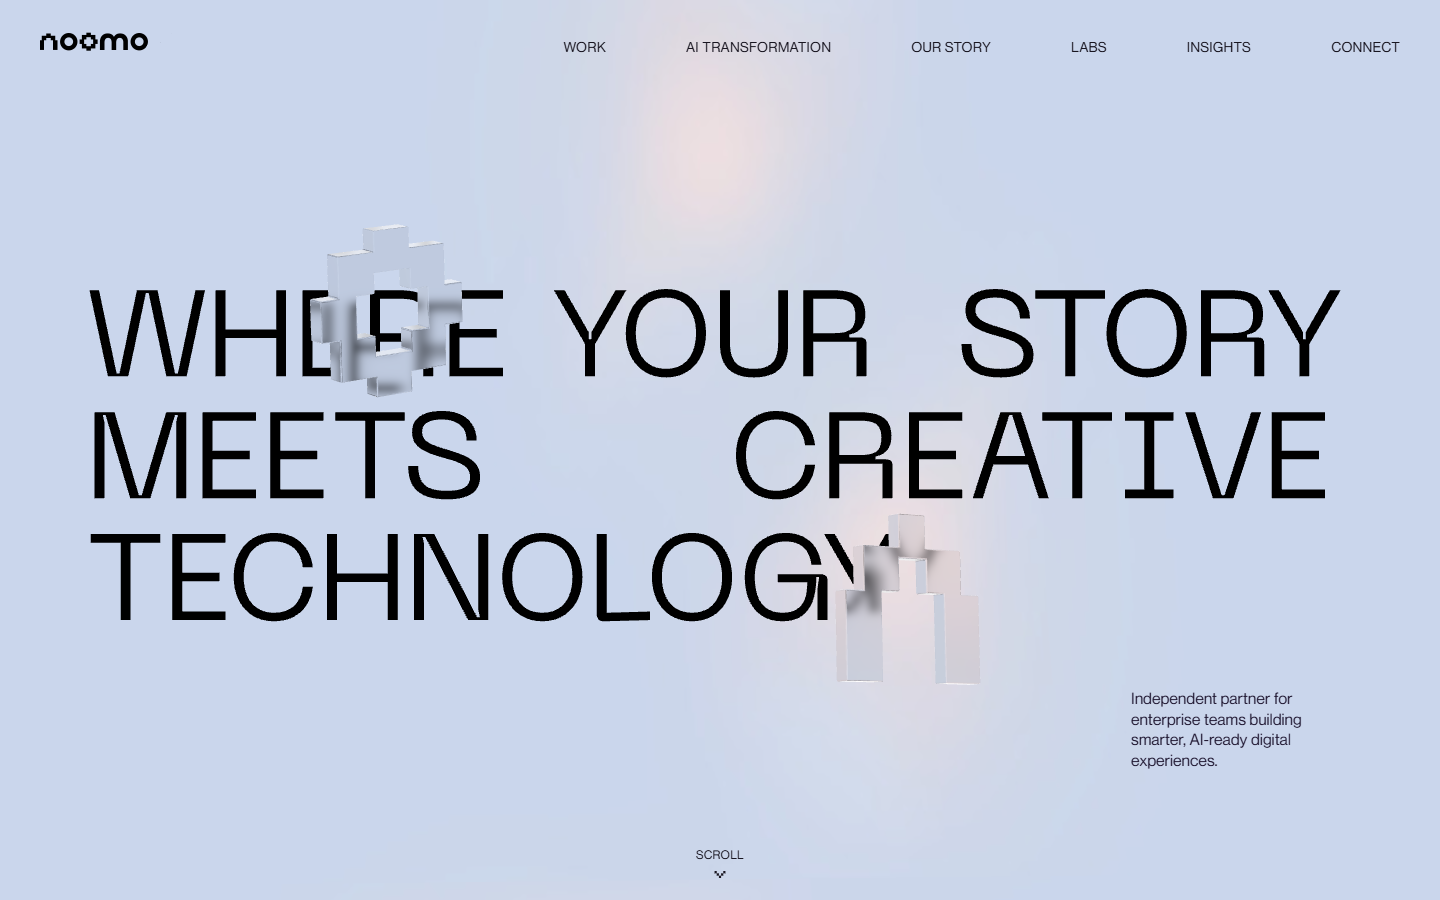 noomo
WORK AI TRANSFORMATION OUR STORY LABS INSIGHTS CONNECT
WHERE YOUR STORY
MEETS CREATIVE
TECHNOLOGY
Independent partner for
enterprise teams building
smarter, AI-ready digital
experiences.
SCROLL